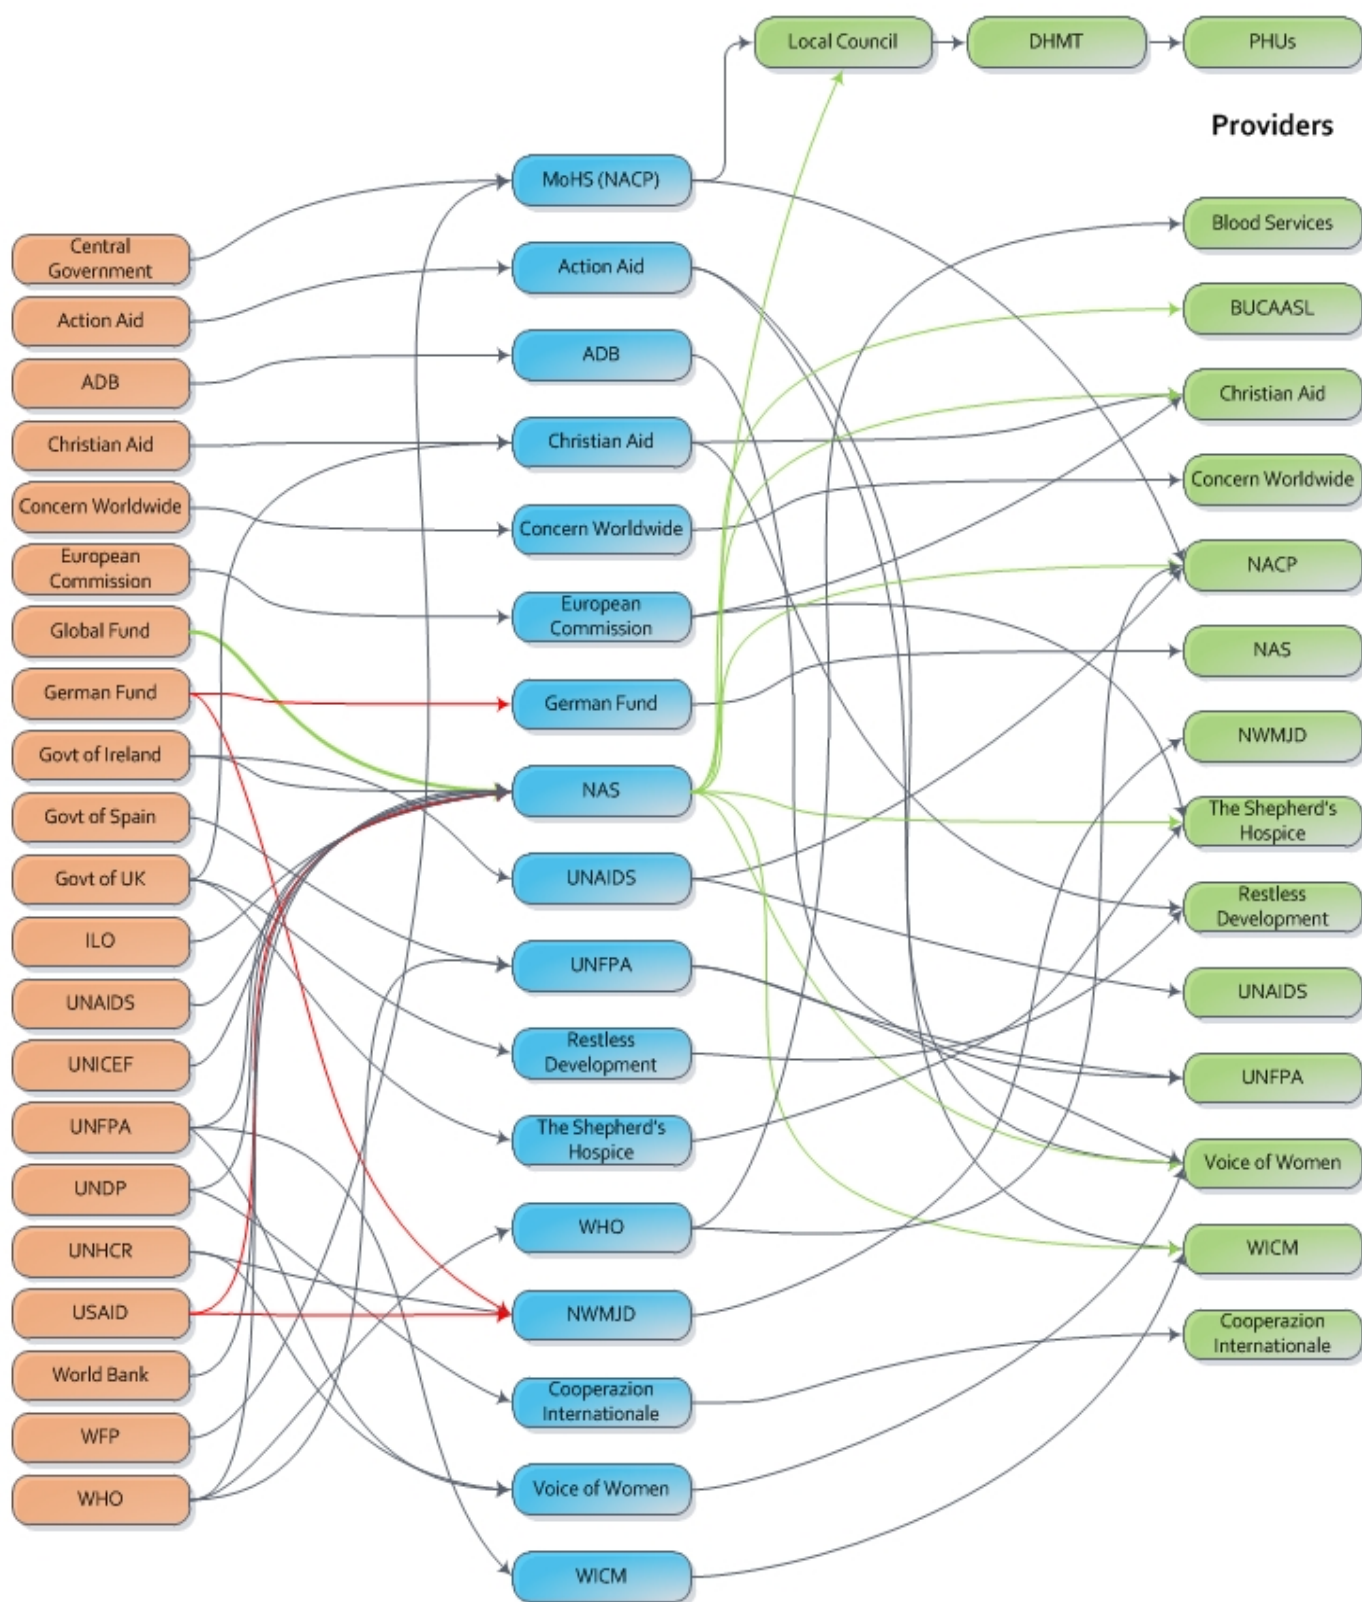 Local Council
DHMT
PHUs
Providers
Central
Government
Action Aid
ADB
Christian Aid
Concern Worldwide
European
Commission
Global Fund
German Fund
Govt of Ireland
Govt of Spain
Govt of UK
ILO
UNAIDS
UNICEF
UNFPA
UNDP
UNHCR
USAID
World Bank
WFP
WHO
MoHS (NACP)
Action Aid
ADB
Christian Aid
Concern Worldwide
European
Commission
German Fund
NAS
UNAIDS
UNFPA
Restless
Development
The Shepherd's
Hospice
WHO
NWMJD
Cooperazion
Internationale
Voice of Women
WICM
Blood Services
BUCAASL
Christian Aid
Concern Worldwide
NACP
NAS
NWMJD
The Shepherd's
Hospice
Restless
Development
UNAIDS
UNFPA
Voice of Women
WICM
Cooperazion
Internationale